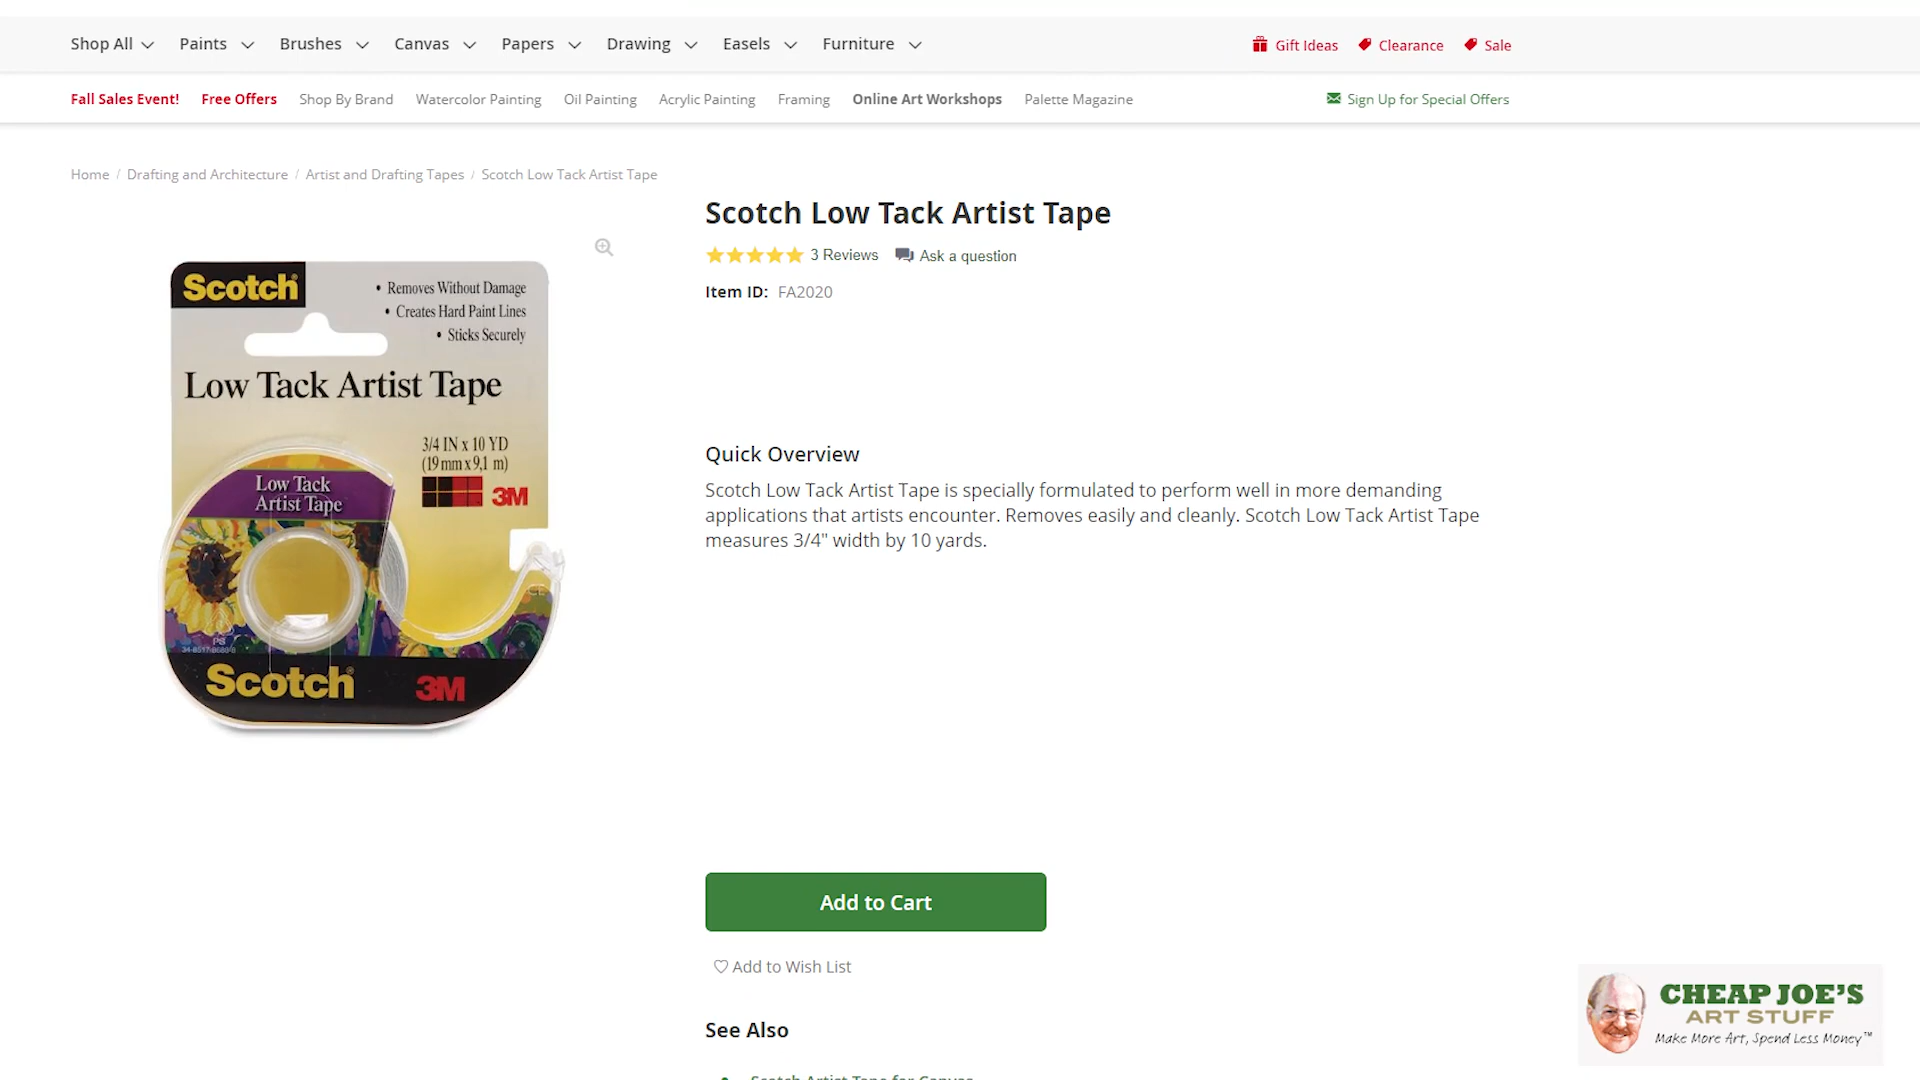 Shop All Paints Brushes Canvas Papers Drawing Easels Furniture Gift Ideas Clearance Sale
Fall Sales Event! Free Offers Shop By Brand Watercolor Painting Oil Painting Acrylic Painting Framing Online Art Workshops Palette Magazine Sign Up for Special Offers
Home / Drafting and Architecture / Artist and Drafting Tapes / Scotch Low Tack Artist Tape
Scotch Low Tack Artist Tape
3 Reviews Ask a question
Item ID: FA2020
Scotch
• Removes Without Damage
• Creates Hard Paint Lines
• Sticks Securely
Low Tack Artist Tape
3/4 IN x 10 YD
(19 mm x 9,1 m)
3M
Low Tack
Artist Tape
PS
Scotch® 3M
Quick Overview
Scotch Low Tack Artist Tape is specially formulated to perform well in more demanding
applications that artists encounter. Removes easily and cleanly. Scotch Low Tack Artist Tape
measures 3/4" width by 10 yards.
Add to Cart
Add to Wish List
See Also
• Scotch Artist Tape for Canvas
CHEAP JOE'S
ART STUFF
Make More Art, Spend Less Money™